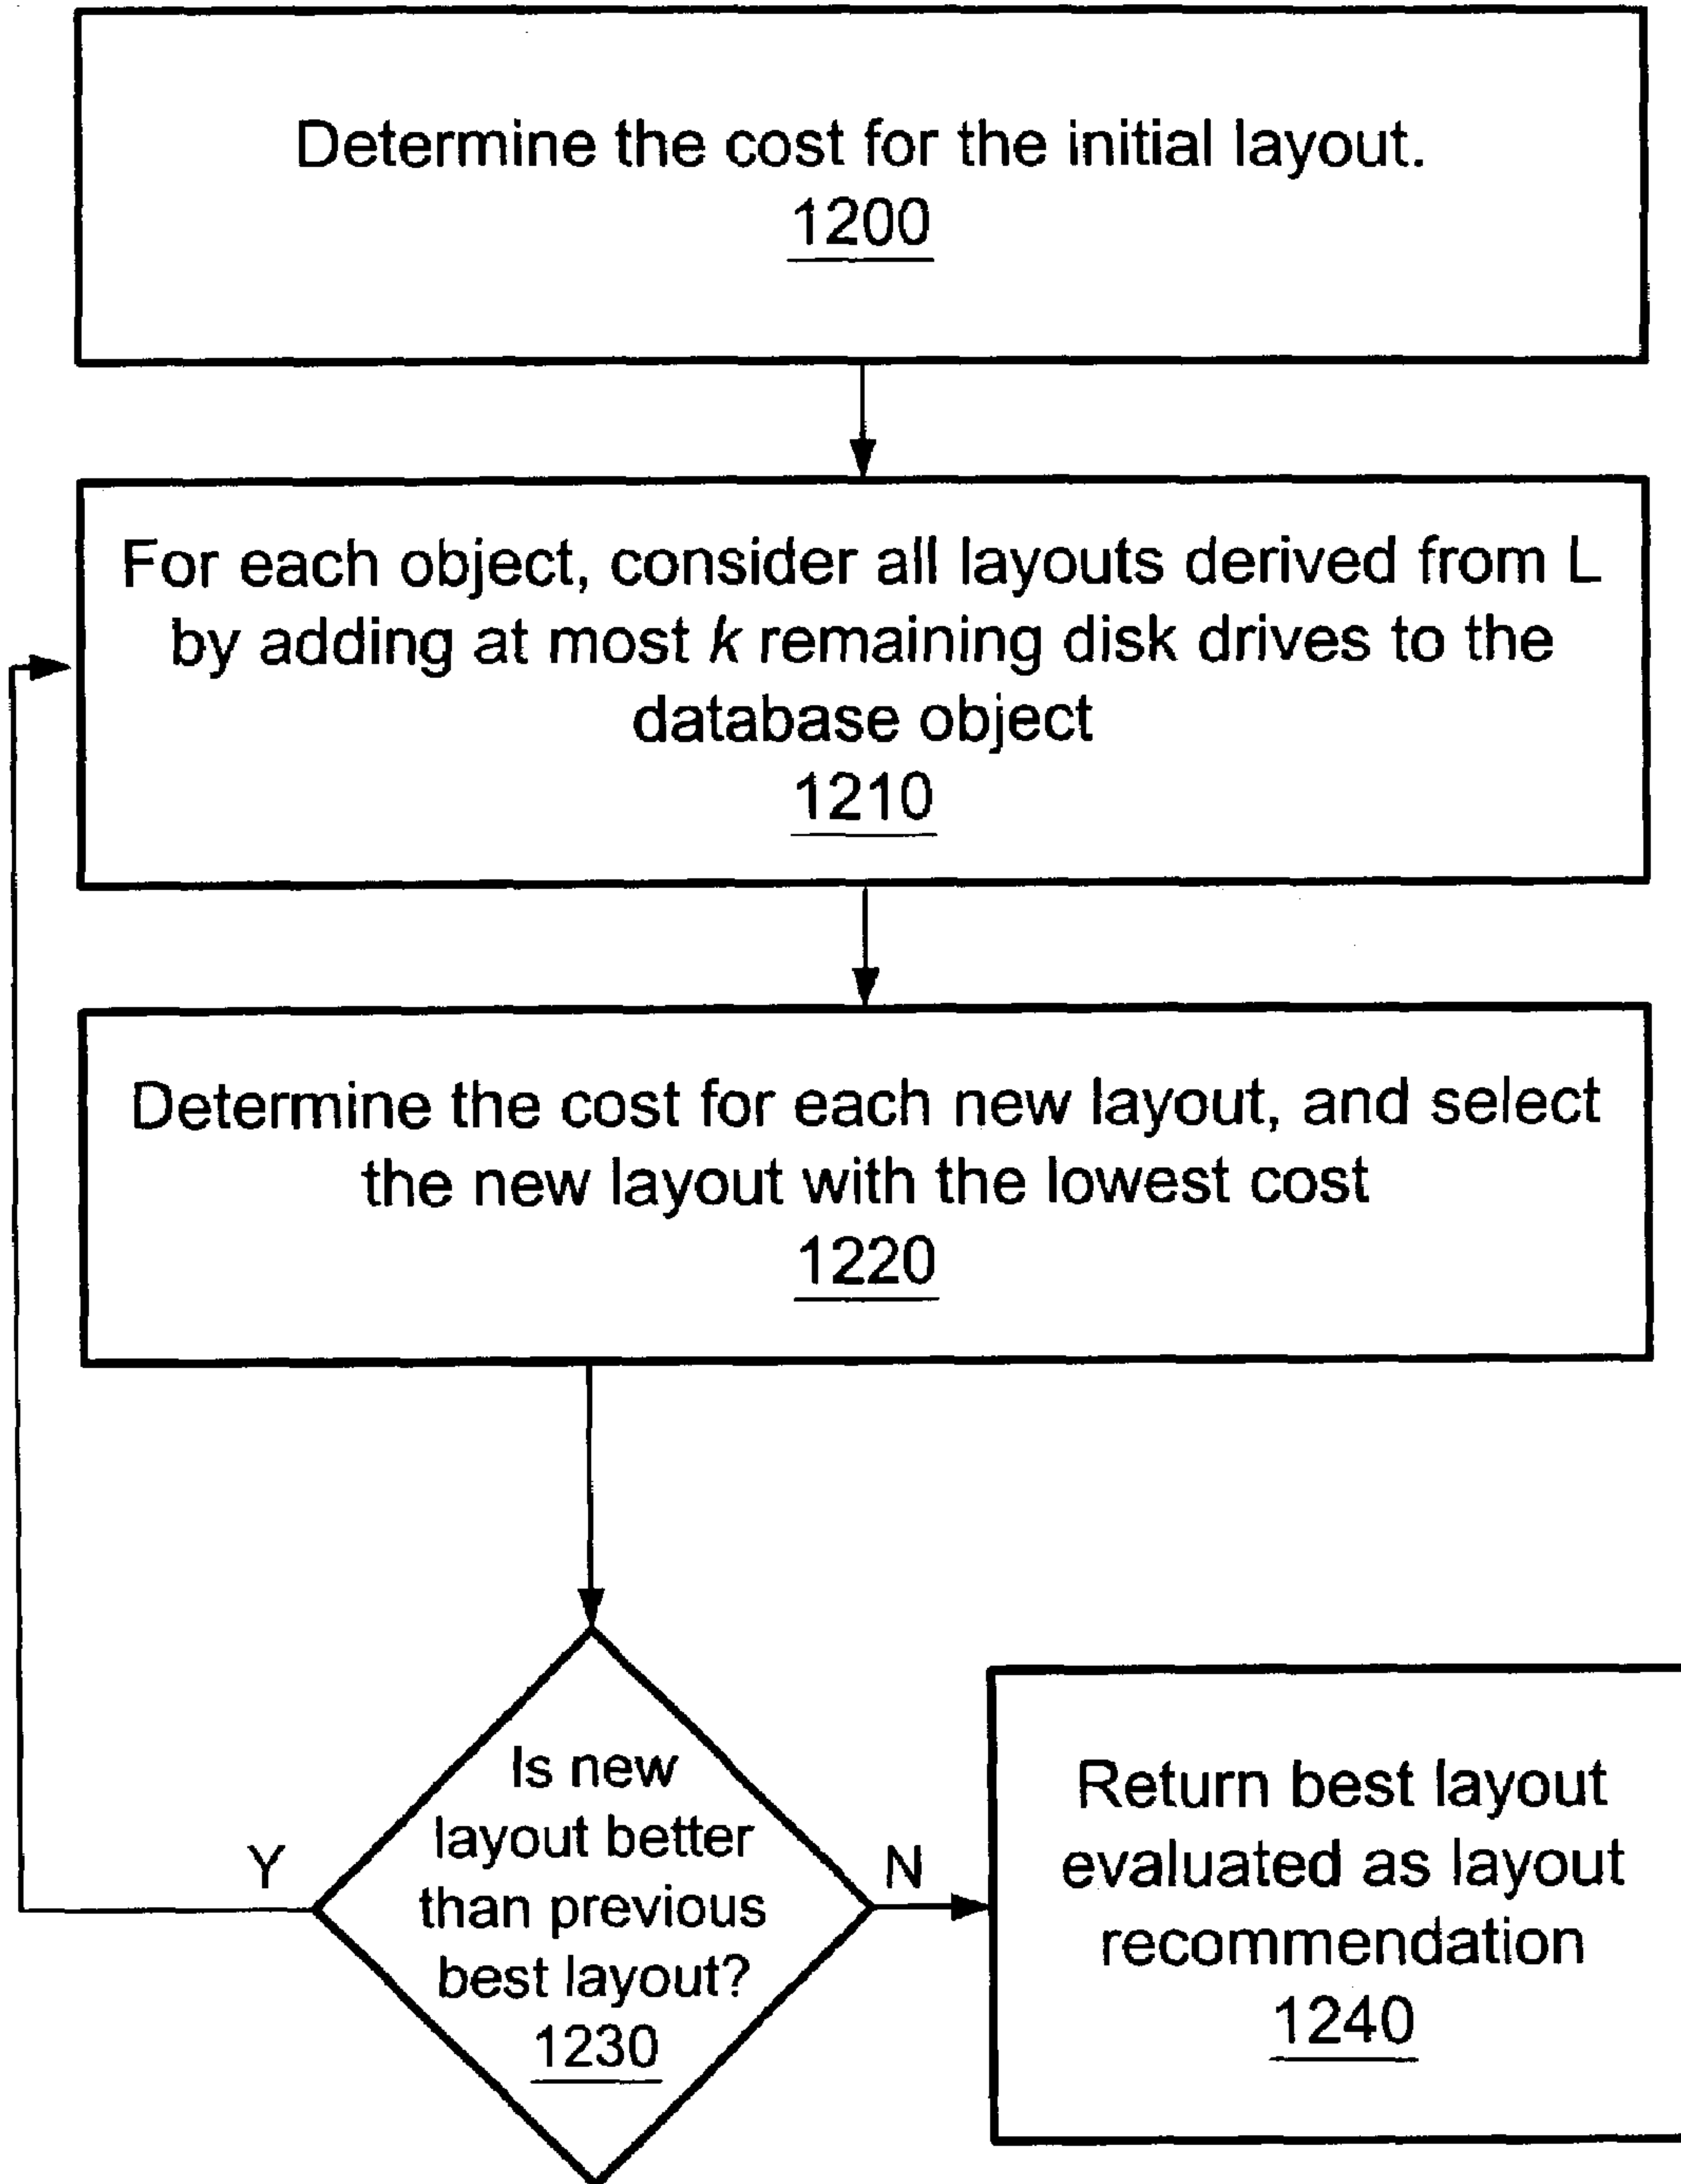 Determine the cost for the initial layout.
1200
For each object, consider all layouts derived from L
by adding at most k remaining disk drives to the
database object
1210
Determine the cost for each new layout, and select
the new layout with the lowest cost
1220
Is new
layout better
than previous
best layout?
1230
Y
N
Return best layout
evaluated as layout
recommendation
1240